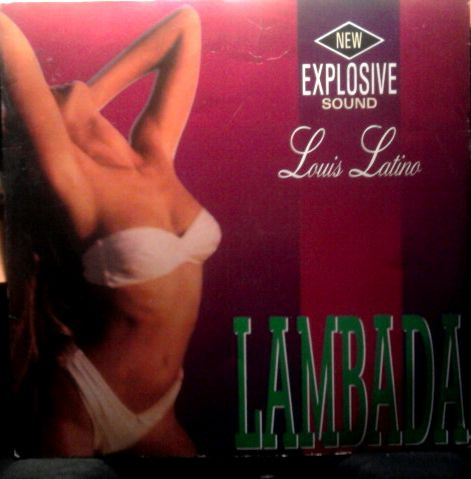 NEW
EXPLOSIVE
SOUND
Louis Latino
LAMBADA